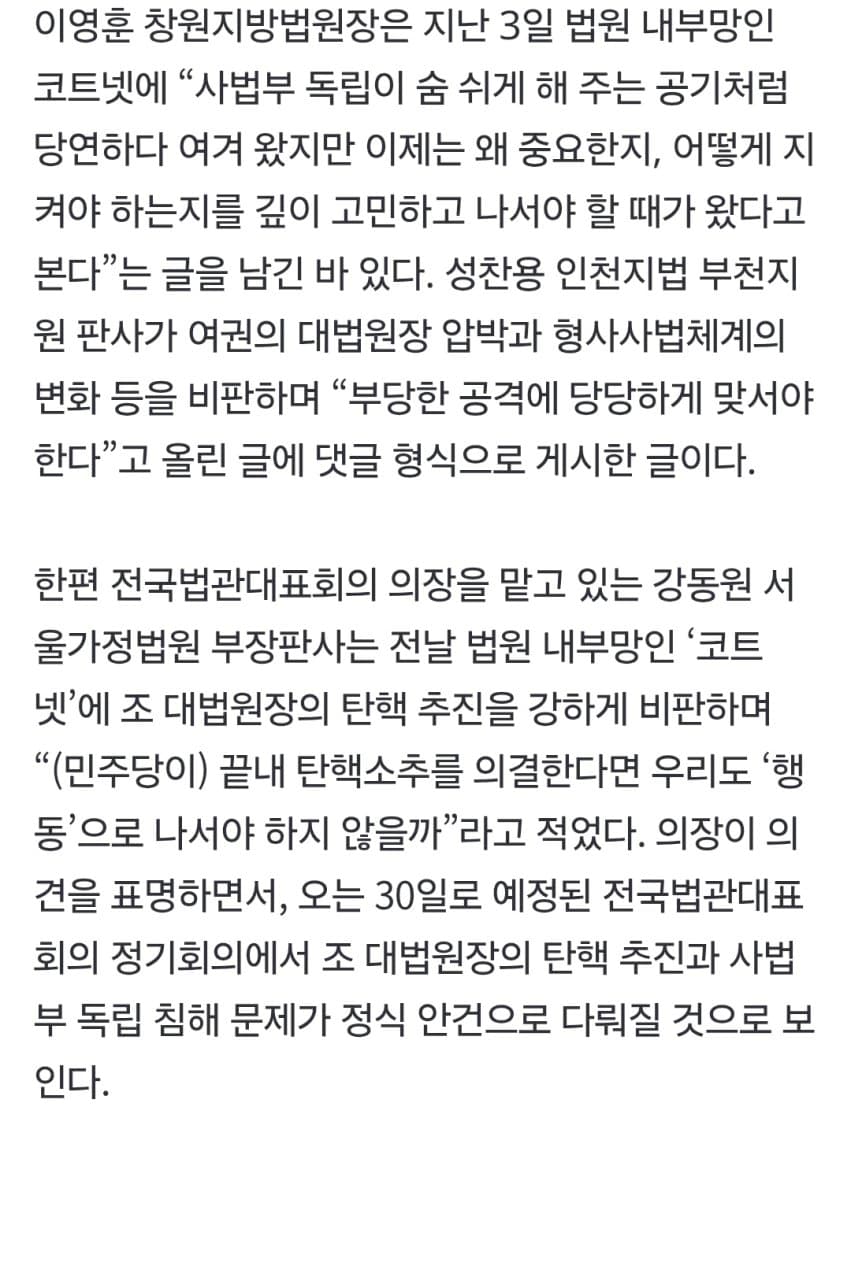 이영훈 창원지방법원장은 지난 3일 법원 내부망인
코트넷에 “사법부 독립이 숨 쉬게 해 주는 공기처럼
당연하다 여겨 왔지만 이제는 왜 중요한지, 어떻게 지
켜야 하는지를 깊이 고민하고 나서야 할 때가 왔다고
본다”는 글을 남긴 바 있다. 성찬용 인천지법 부천지
원 판사가 여권의 대법원장 압박과 형사사법체계의
변화 등을 비판하며 “부당한 공격에 당당하게 맞서야
한다”고 올린 글에 댓글 형식으로 게시한 글이다.
한편 전국법관대표회의 의장을 맡고 있는 강동원 서
울가정법원 부장판사는 전날 법원 내부망인 ‘코트
넷’에 조 대법원장의 탄핵 추진을 강하게 비판하며
“(민주당이) 끝내 탄핵소추를 의결한다면 우리도 ‘행
동’으로 나서야 하지 않을까”라고 적었다. 의장이 의
견을 표명하면서, 오는 30일로 예정된 전국법관대표
회의 정기회의에서 조 대법원장의 탄핵 추진과 사법
부 독립 침해 문제가 정식 안건으로 다뤄질 것으로 보
인다.